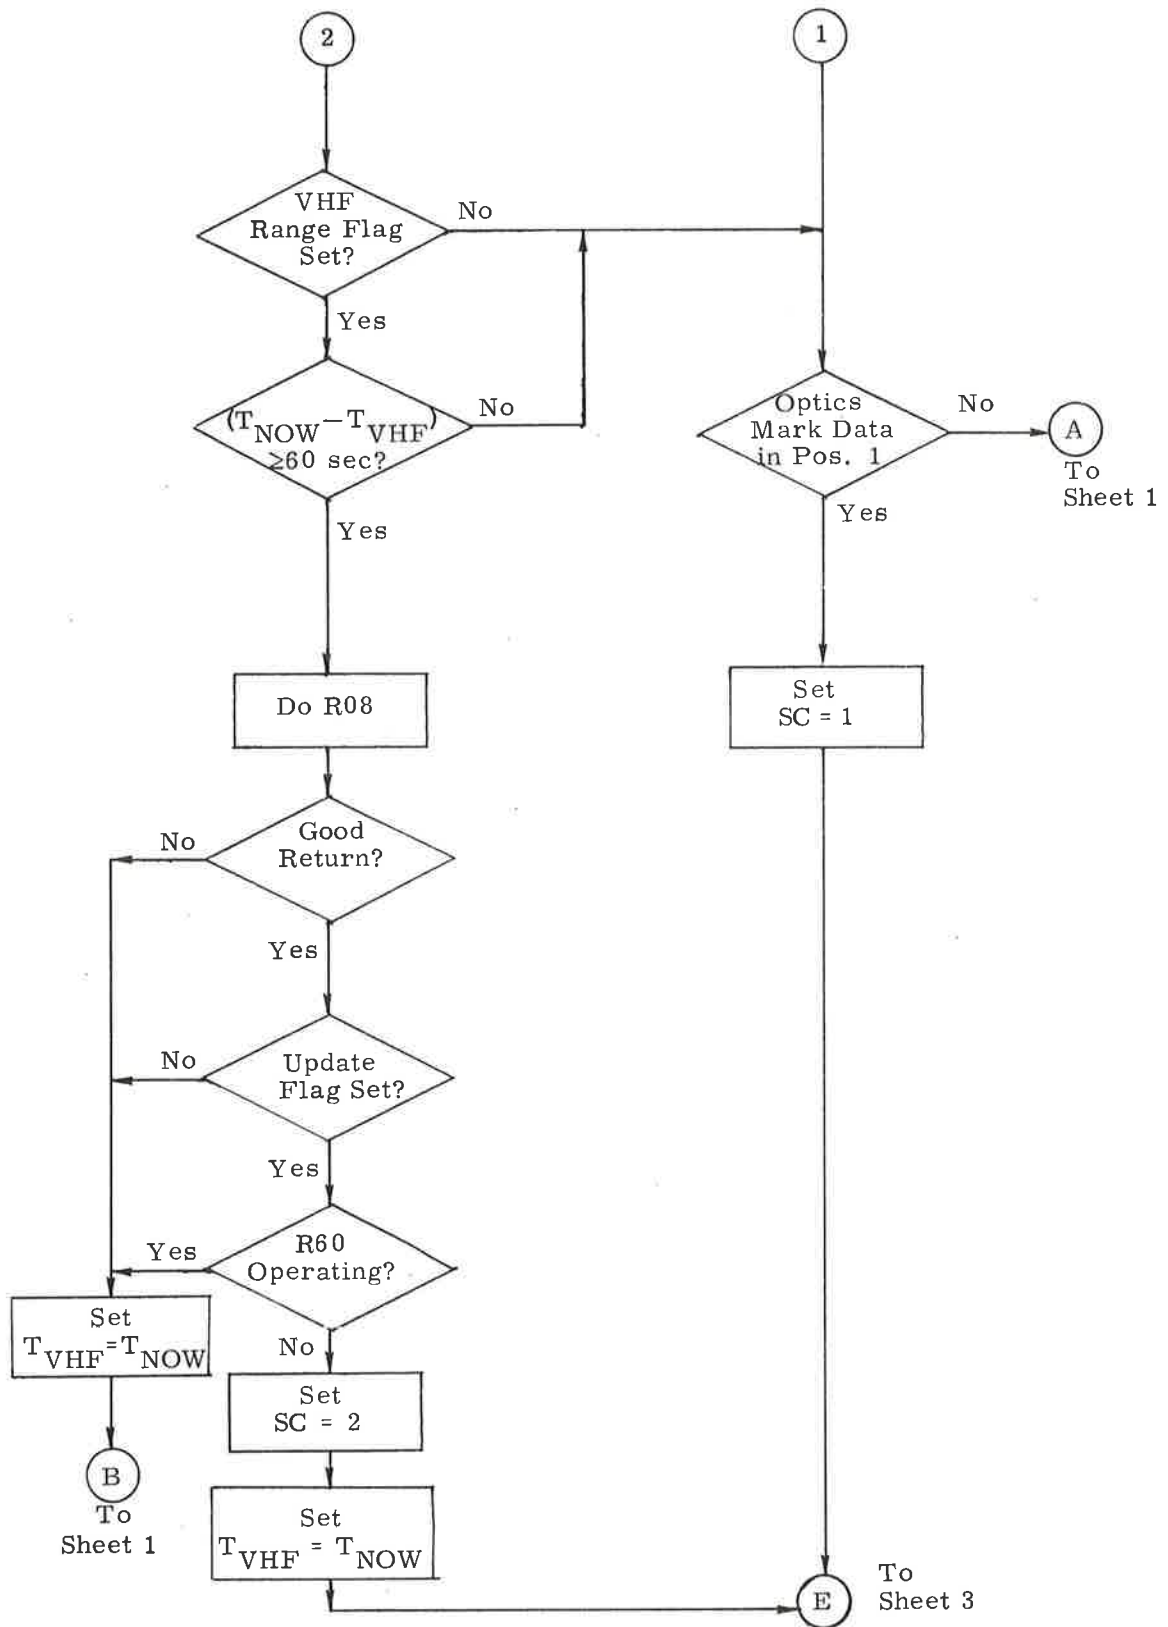 2
1
VHF
Range Flag
Set?
No
Yes
(T_NOW − T_VHF)
≥60 sec?
No
Yes
Optics
Mark Data
in Pos. 1
No
A
To
Sheet 1
Yes
Do R08
Set
SC = 1
Good
Return?
No
Yes
Update
Flag Set?
No
Yes
R60
Operating?
Yes
No
Set
T_VHF = T_NOW
B
To
Sheet 1
Set
SC = 2
Set
T_VHF = T_NOW
E
To
Sheet 3